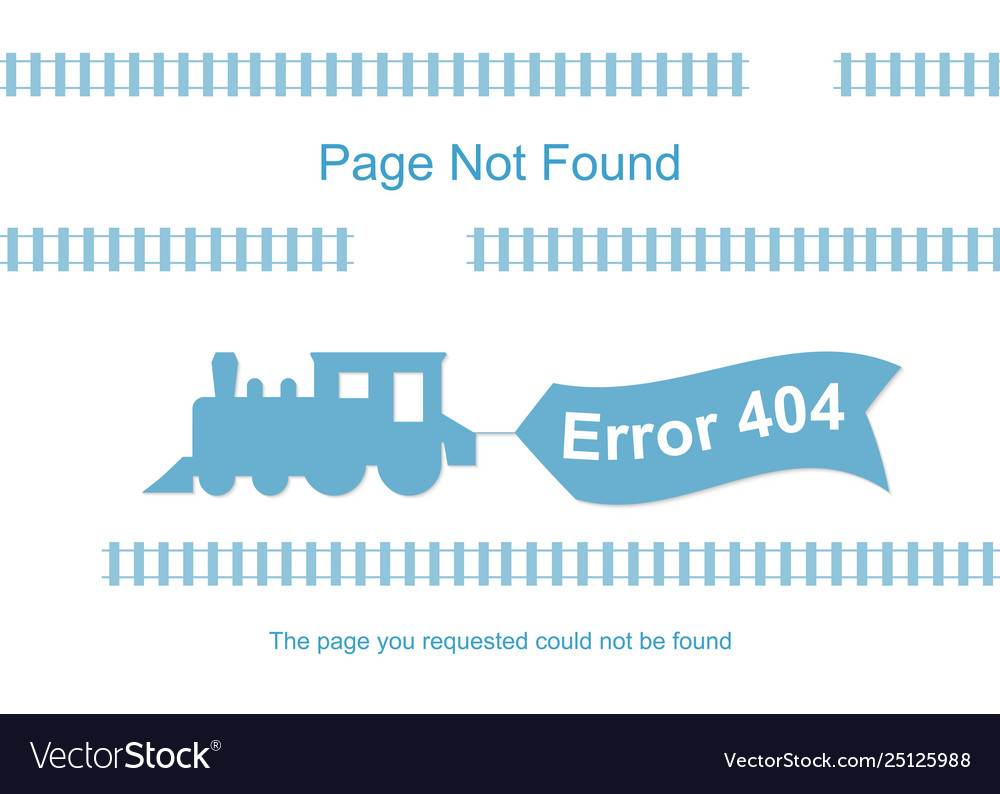 Page Not Found
Error 404
The page you requested could not be found
VectorStock®
VectorStock.com/25125988